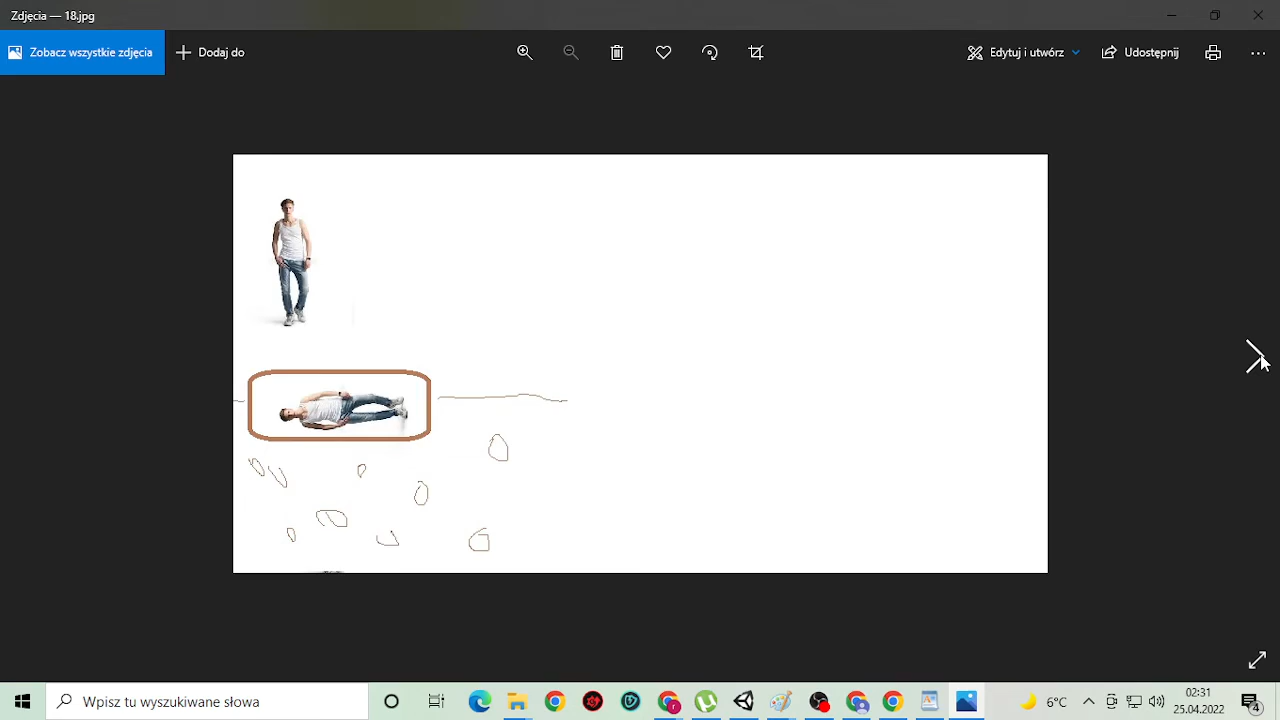 Zdjęcia — 18.jpg
Zobacz wszystkie zdjęcia
Dodaj do
Edytuj i utwórz
Udostępnij
Wpisz tu wyszukiwane słowa
6°C
02:31
25.04.2022
4